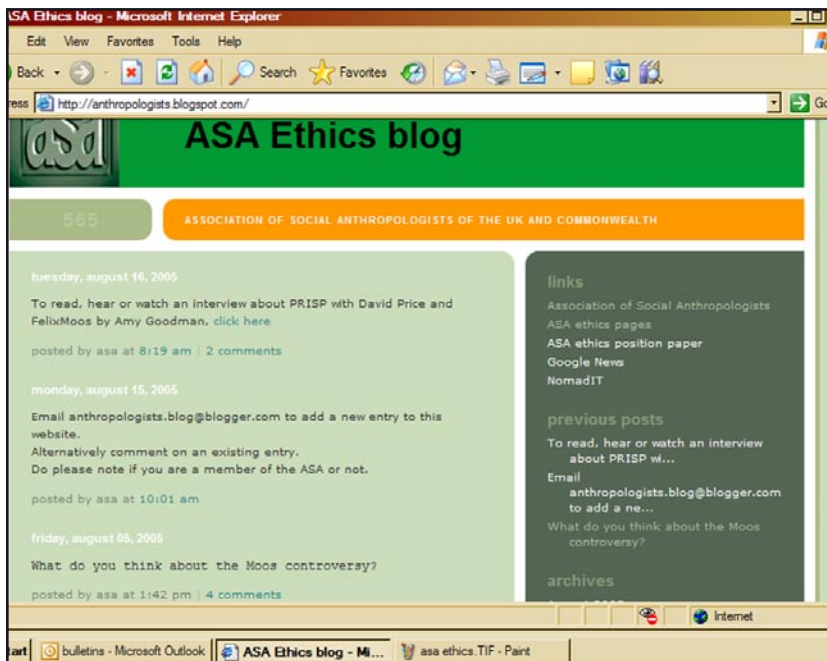 ASA Ethics blog - Microsoft Internet Explorer
Edit View Favorites Tools Help
Back Search Favorites
ress http://anthropologists.blogspot.com/ Go
asa
ASA Ethics blog
565
ASSOCIATION OF SOCIAL ANTHROPOLOGISTS OF THE UK AND COMMONWEALTH
tuesday, august 16, 2005
To read, hear or watch an interview about PRISP with David Price and
FelixMoos by Amy Goodman, click here
posted by asa at 8:19 am | 2 comments
monday, august 15, 2005
Email anthropologists.blog@blogger.com to add a new entry to this
website.
Alternatively comment on an existing entry.
Do please note if you are a member of the ASA or not.
posted by asa at 10:01 am
friday, august 05, 2005
What do you think about the Moos controversy?
posted by asa at 1:42 pm | 4 comments
links
Association of Social Anthropologists
ASA ethics pages
ASA ethics position paper
Google News
NomadIT
previous posts
To read, hear or watch an interview
about PRISP wi...
Email
anthropologists.blog@blogger.com
to add a ne...
What do you think about the Moos
controversy?
archives
Internet
tart bulletins - Microsoft Outlook ASA Ethics blog - Mi... asa ethics.TIF - Paint